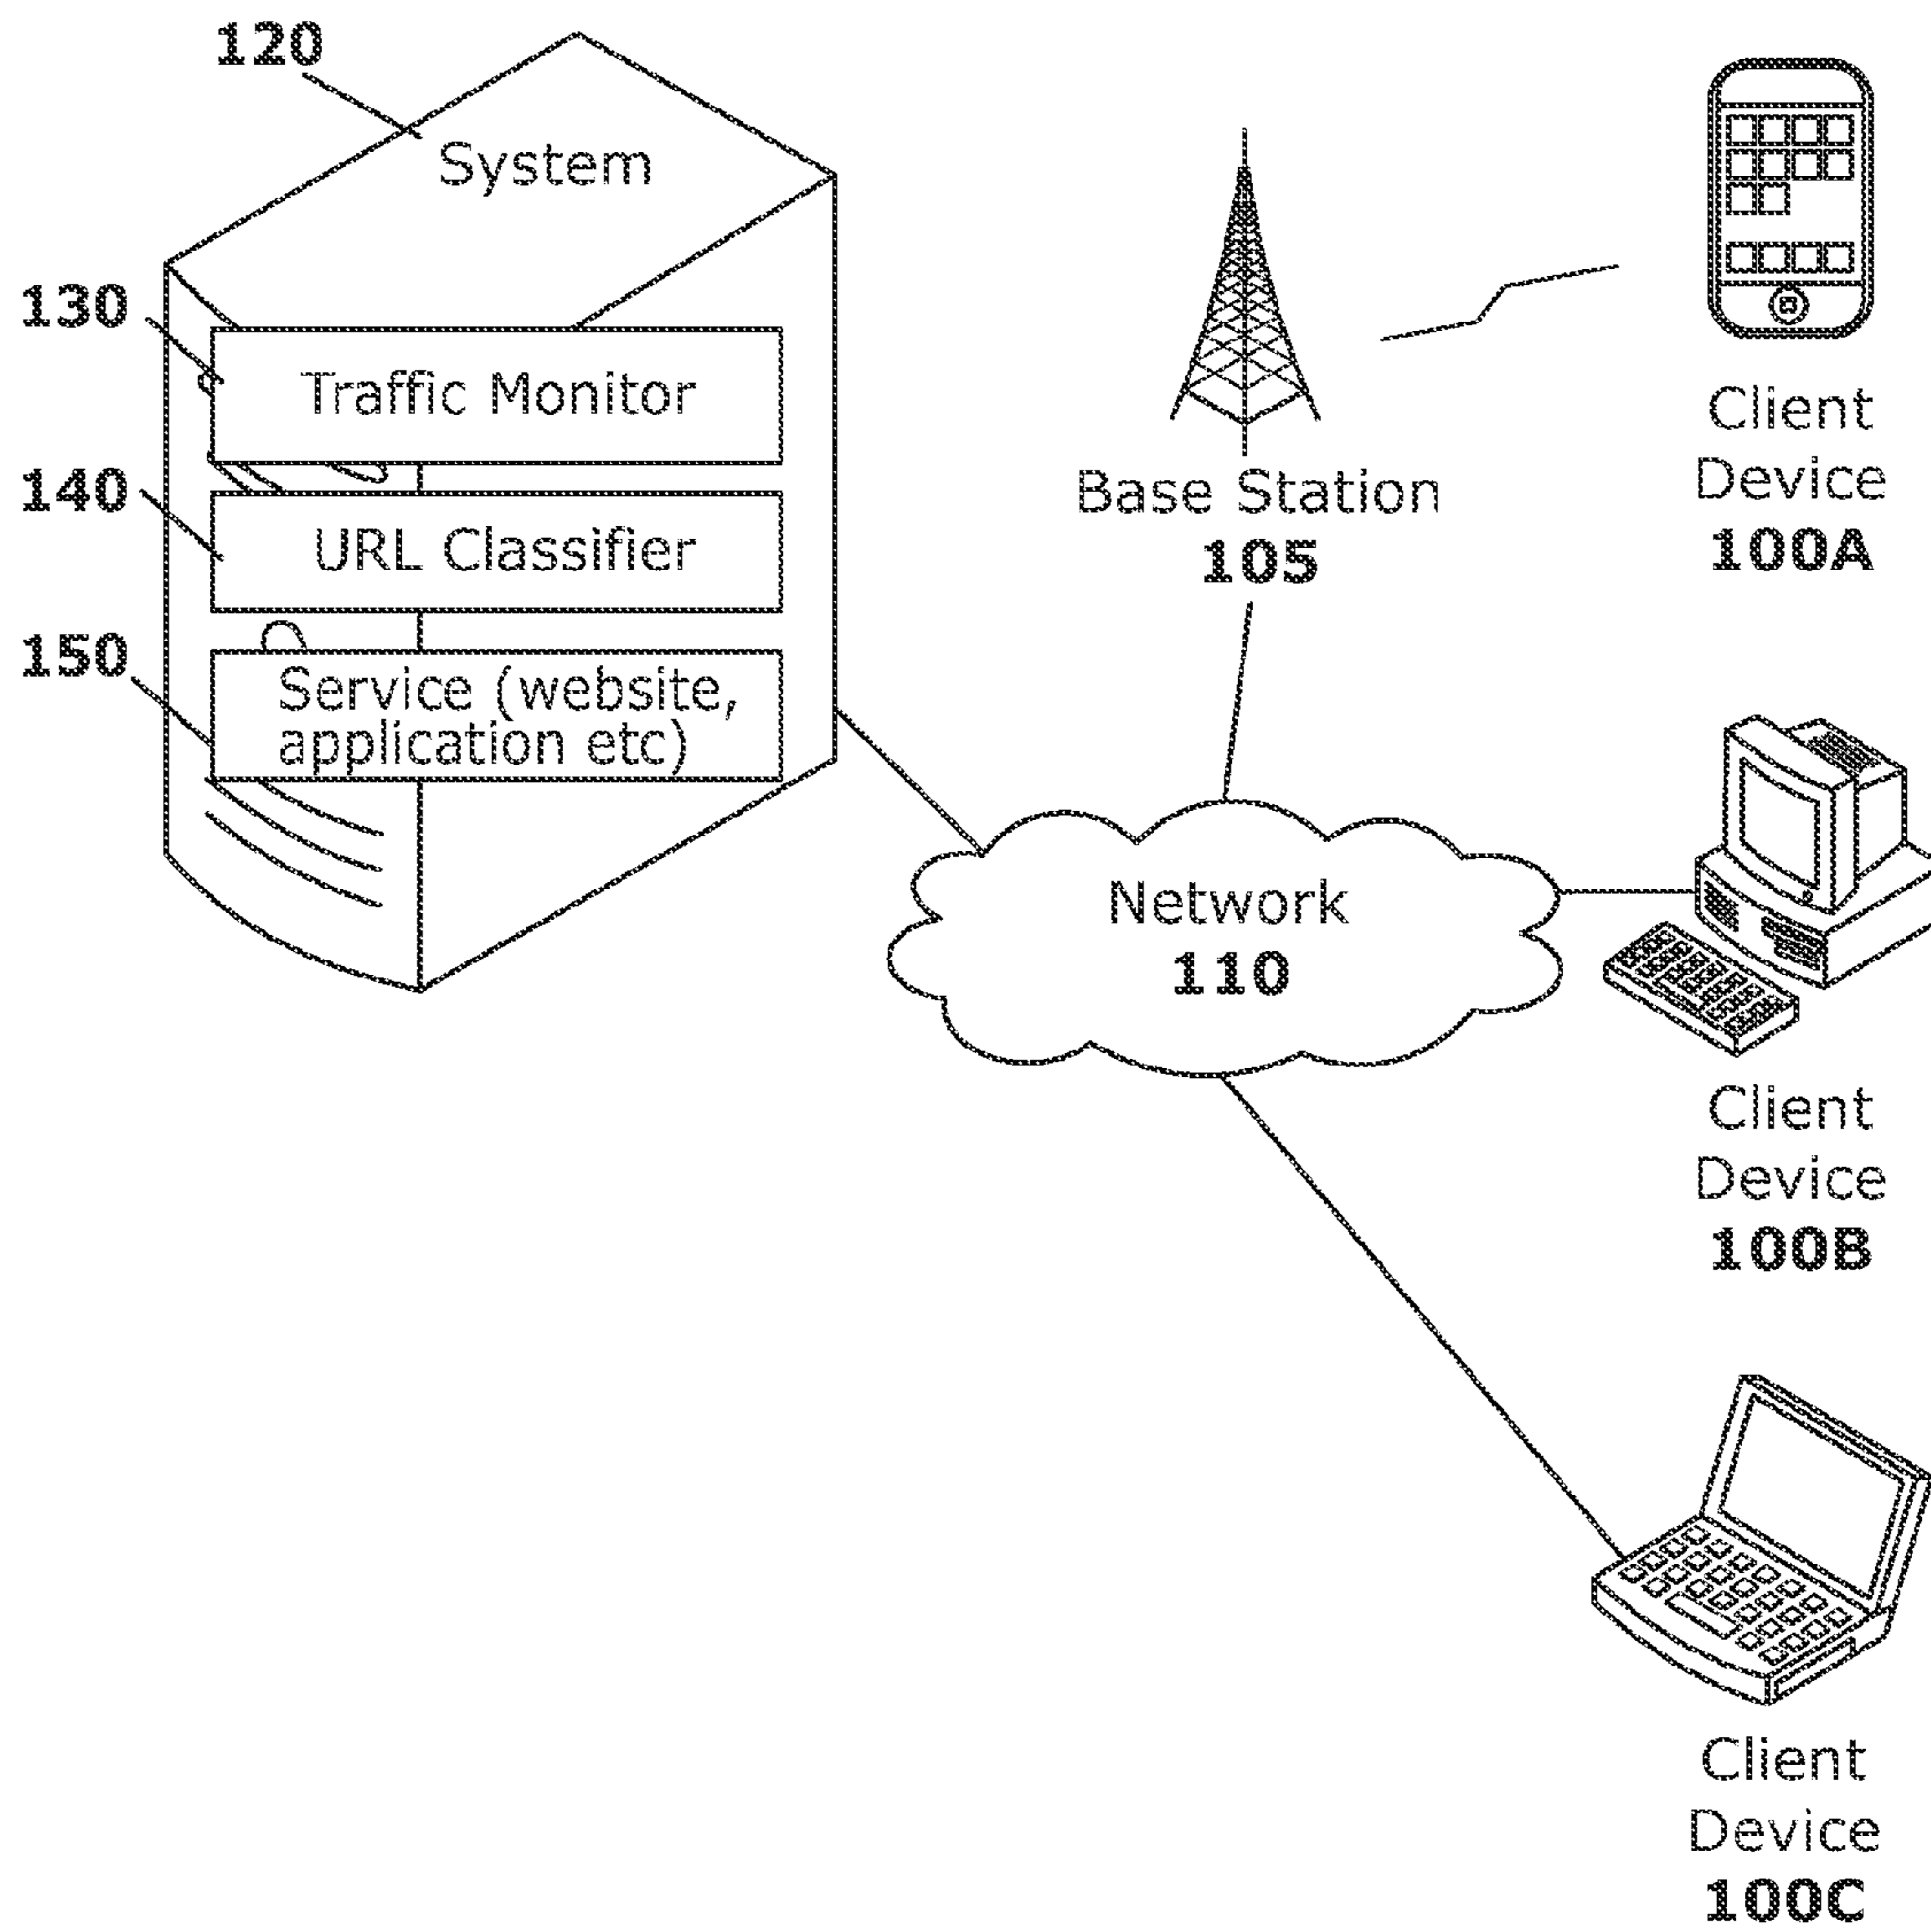 120
System
130
Traffic Monitor
140
URL Classifier
150
Service (website,
application etc)
Base Station
105
Client
Device
100A
Network
110
Client
Device
100B
Client
Device
100C